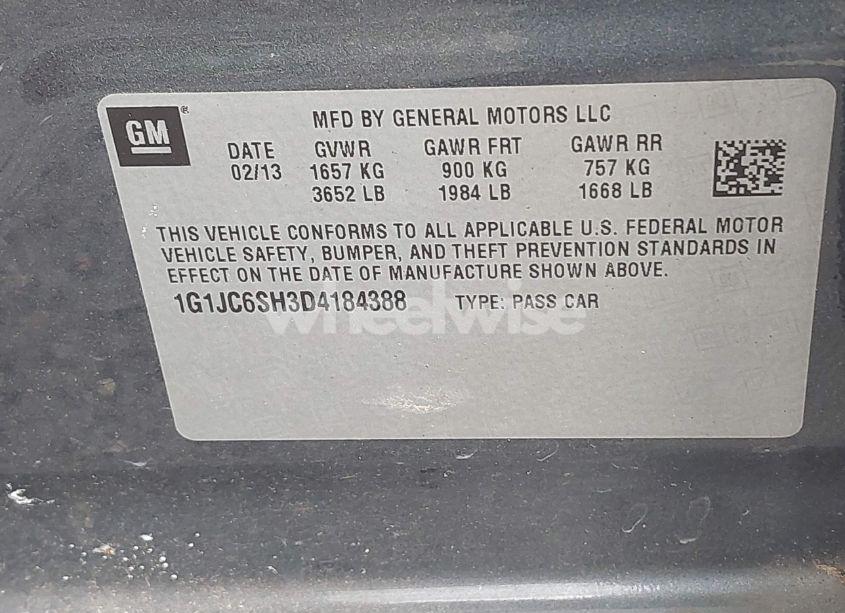 GM®
MFD BY GENERAL MOTORS LLC
DATE GVWR GAWR FRT GAWR RR
02/13 1657 KG 900 KG 757 KG
3652 LB 1984 LB 1668 LB
THIS VEHICLE CONFORMS TO ALL APPLICABLE U.S. FEDERAL MOTOR
VEHICLE SAFETY, BUMPER, AND THEFT PREVENTION STANDARDS IN
EFFECT ON THE DATE OF MANUFACTURE SHOWN ABOVE.
1G1JC6SH3D4184388 TYPE: PASS CAR
wheelwise